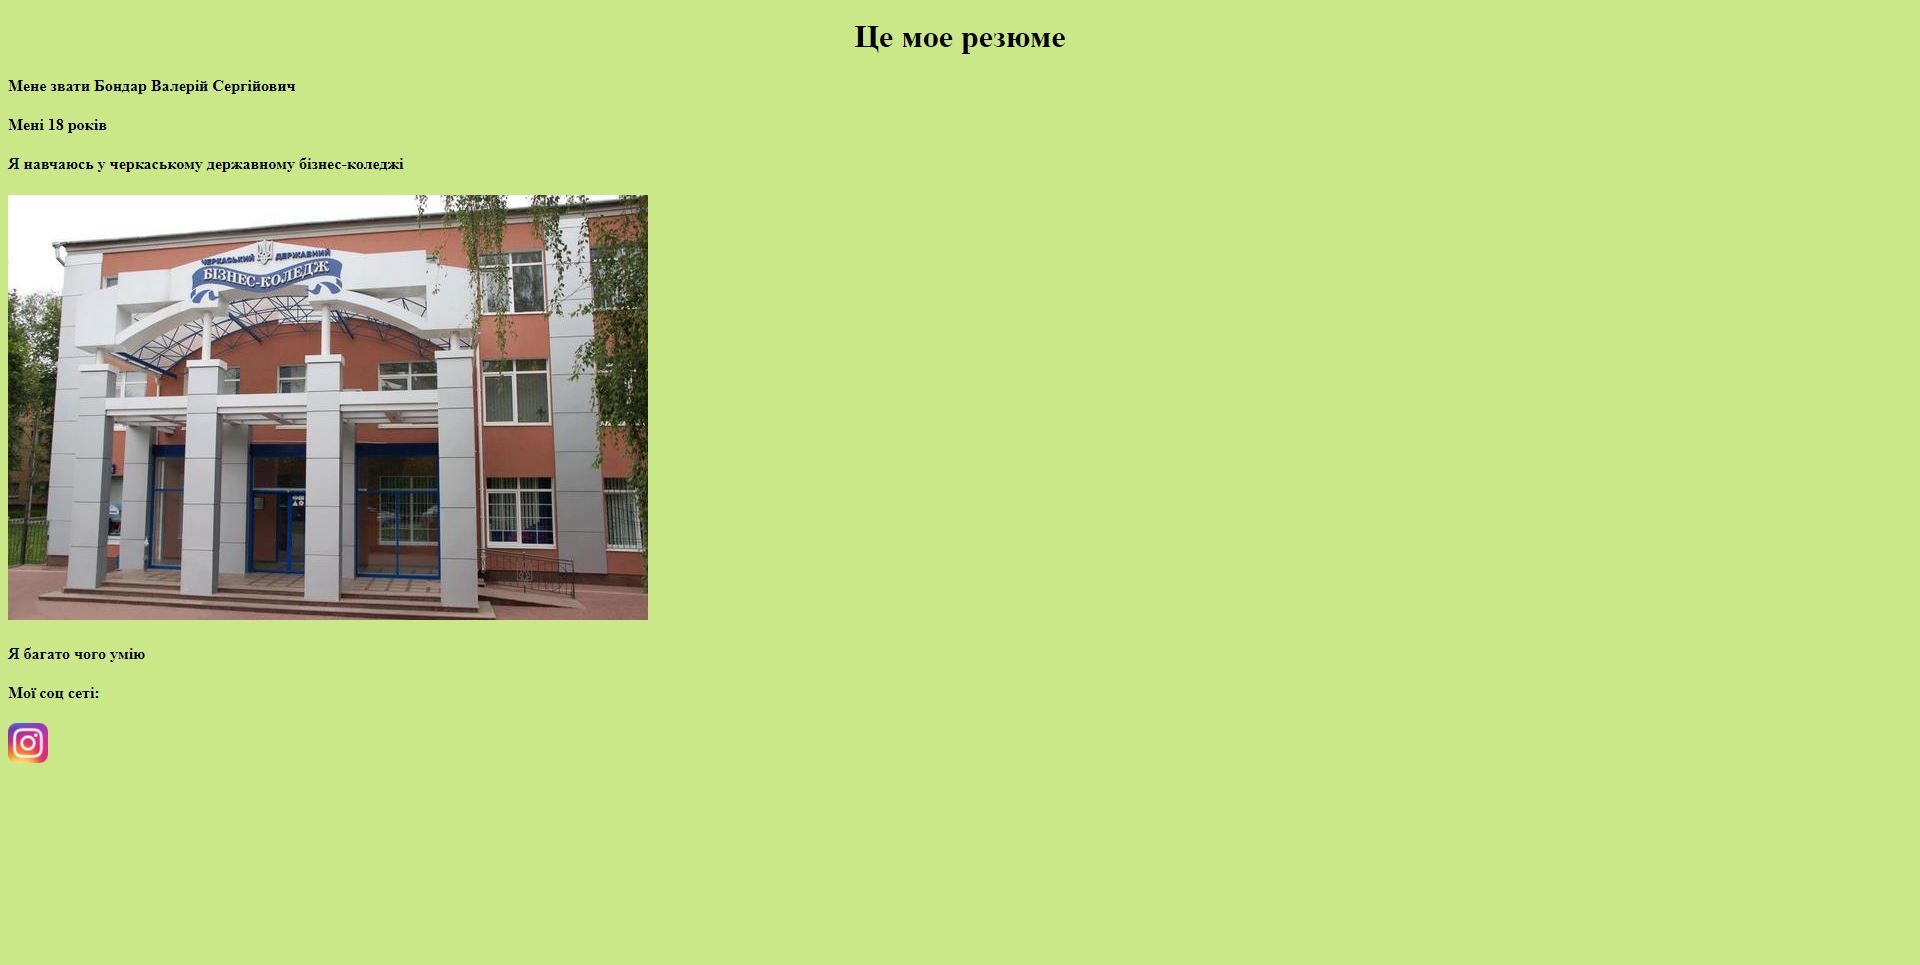 Це мое резюме
Мене звати Бондар Валерій Сергійович
Мені 18 років
Я навчаюсь у черкаському державному бізнес-коледжі
ЧЕРКАСЬКИЙ ДЕРЖАВНИЙ
БІЗНЕС-КОЛЕДЖ
Я багато чого умію
Мої соц сеті: